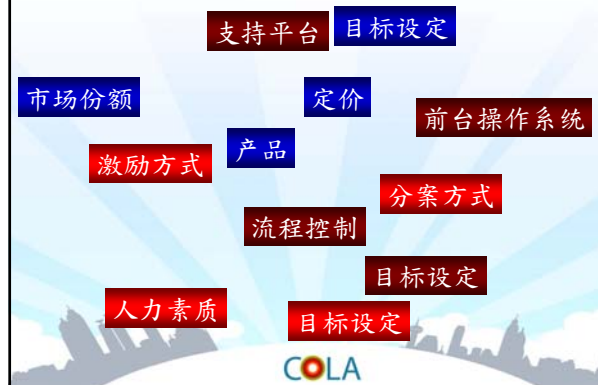 支持平台
目标设定
市场份额
定价
前台操作系统
产品
激励方式
分案方式
流程控制
目标设定
人力素质
目标设定
COLA